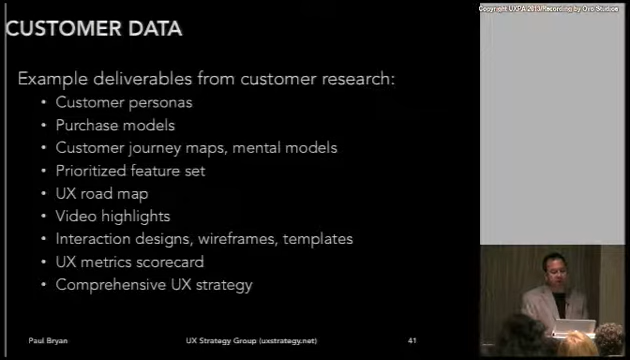 Copyright UXPA 2013/Recording by Ovo Studios
CUSTOMER DATA
Example deliverables from customer research:
• Customer personas
• Purchase models
• Customer journey maps, mental models
• Prioritized feature set
• UX road map
• Video highlights
• Interaction designs, wireframes, templates
• UX metrics scorecard
• Comprehensive UX strategy
Paul Bryan
UX Strategy Group (uxstrategy.net)
41